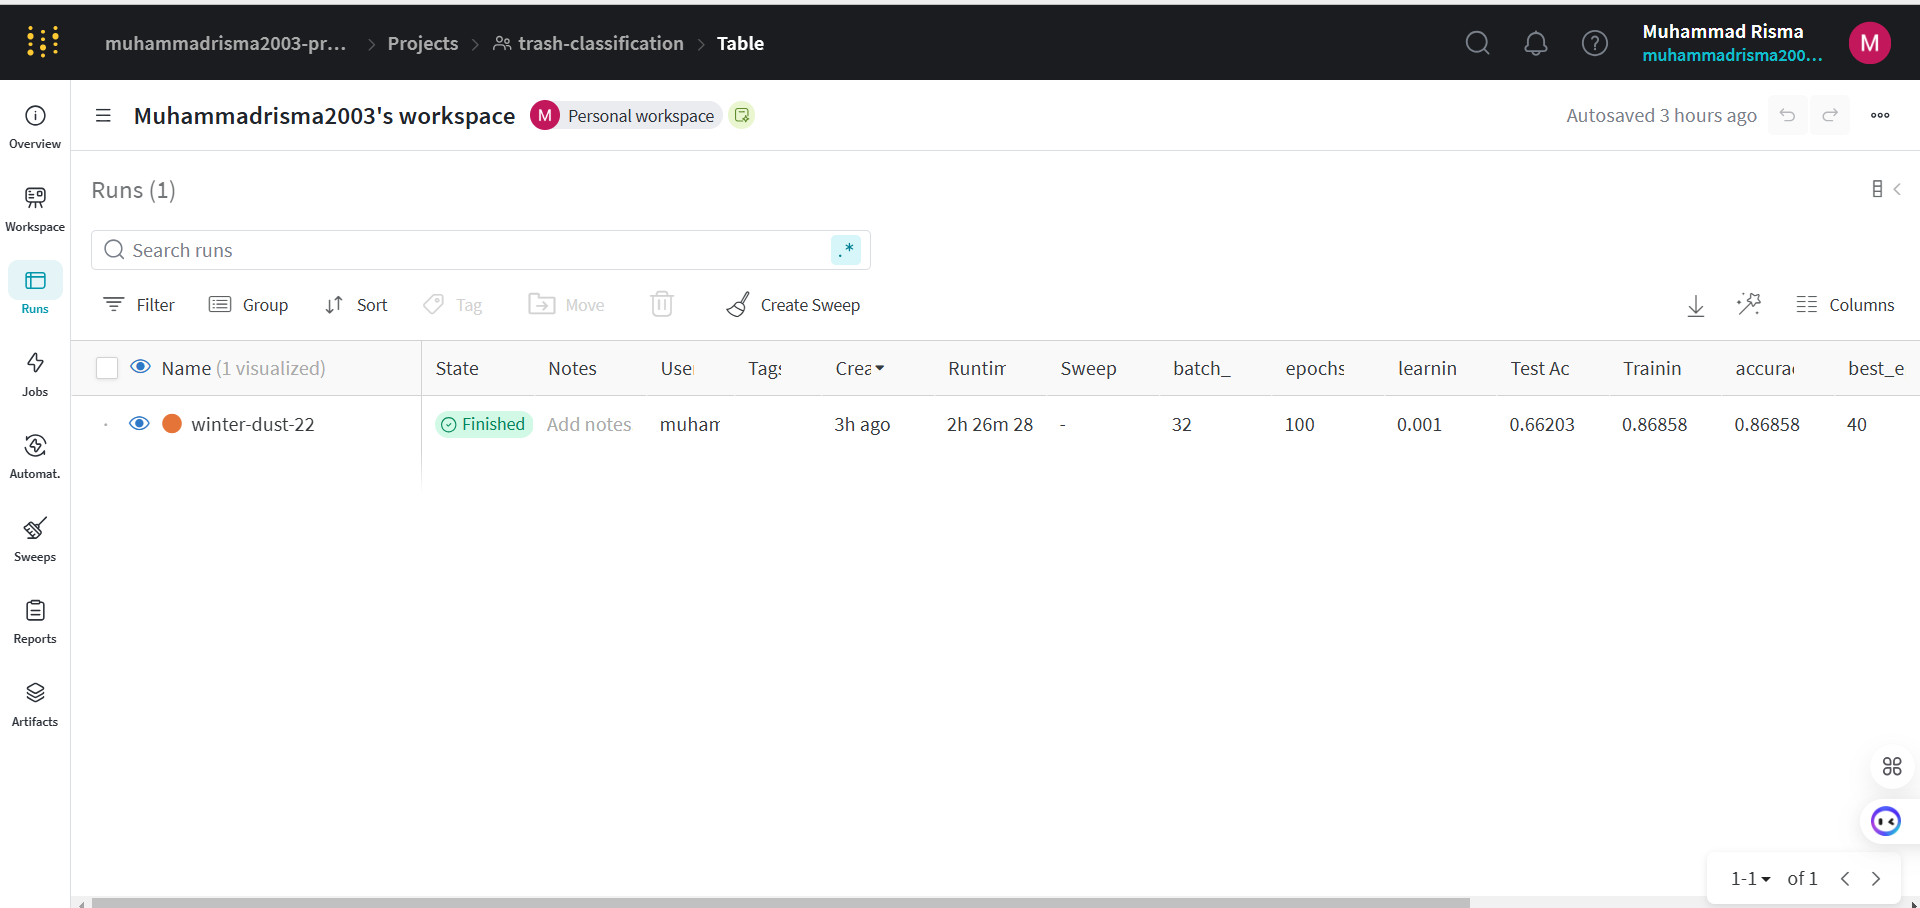 muhammadrisma2003-pr... > Projects > trash-classification > Table
Muhammad Risma
muhammadrisma200...
M
Muhammadrisma2003's workspace
M Personal workspace
Autosaved 3 hours ago
Overview
Workspace
Runs
Jobs
Automat.
Sweeps
Reports
Artifacts
Runs (1)
Search runs .*
Filter Group Sort Tag Move Create Sweep Columns
Name (1 visualized) State Notes Use Tags Crea Runtim Sweep batch_ epochs learnin Test Ac Trainin accura best_e
winter-dust-22 Finished Add notes muham 3h ago 2h 26m 28 - 32 100 0.001 0.66203 0.86858 0.86858 40
1-1 of 1